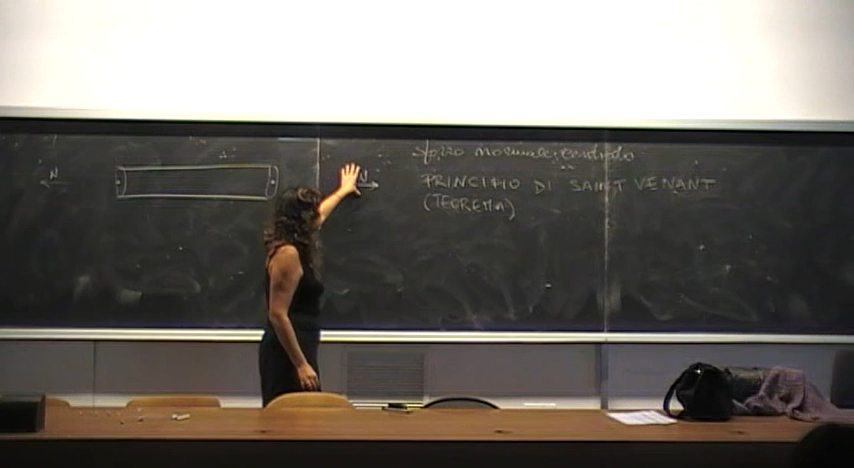 sforzo normale centrato
PRINCIPIO DI SAINT VENANT
(TEOREMA)
N
N